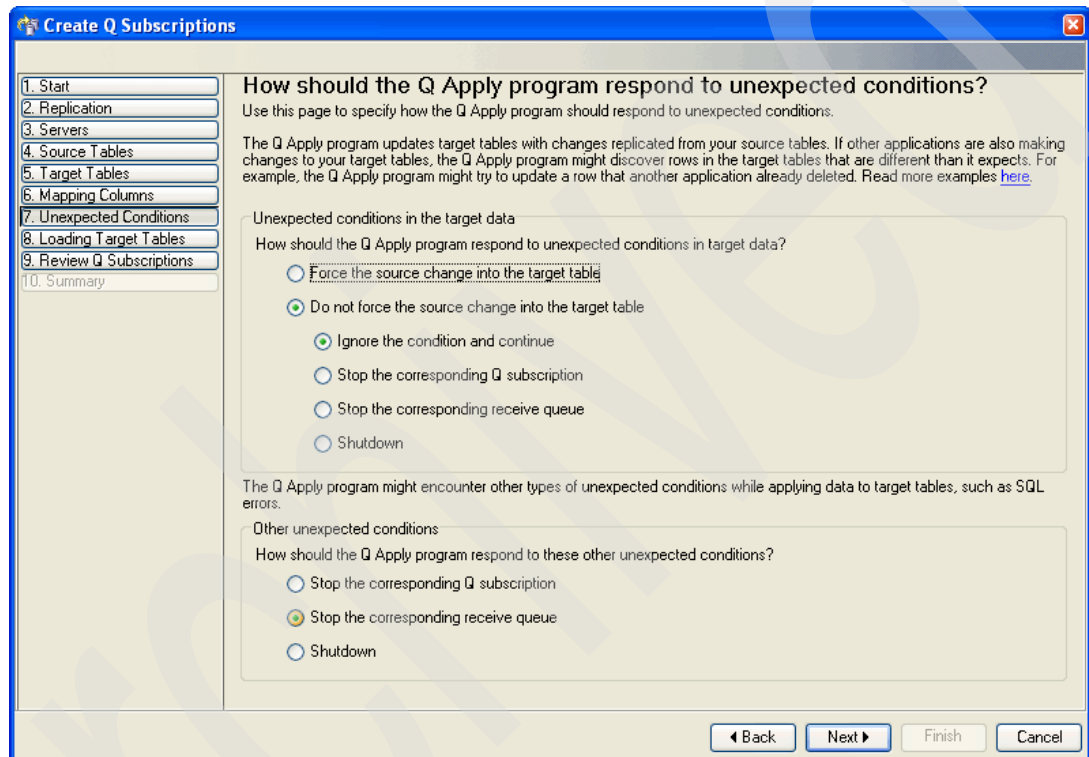 Create Q Subscriptions
1. Start
2. Replication
3. Servers
4. Source Tables
5. Target Tables
6. Mapping Columns
7. Unexpected Conditions
8. Loading Target Tables
9. Review Q Subscriptions
10. Summary
How should the Q Apply program respond to unexpected conditions?
Use this page to specify how the Q Apply program should respond to unexpected conditions.
The Q Apply program updates target tables with changes replicated from your source tables. If other applications are also making
changes to your target tables, the Q Apply program might discover rows in the target tables that are different than it expects. For
example, the Q Apply program might try to update a row that another application already deleted. Read more examples here.
Unexpected conditions in the target data
How should the Q Apply program respond to unexpected conditions in target data?
Force the source change into the target table
Do not force the source change into the target table
Ignore the condition and continue
Stop the corresponding Q subscription
Stop the corresponding receive queue
Shutdown
The Q Apply program might encounter other types of unexpected conditions while applying data to target tables, such as SQL
errors.
Other unexpected conditions
How should the Q Apply program respond to these other unexpected conditions?
Stop the corresponding Q subscription
Stop the corresponding receive queue
Shutdown
Back
Next
Finish
Cancel